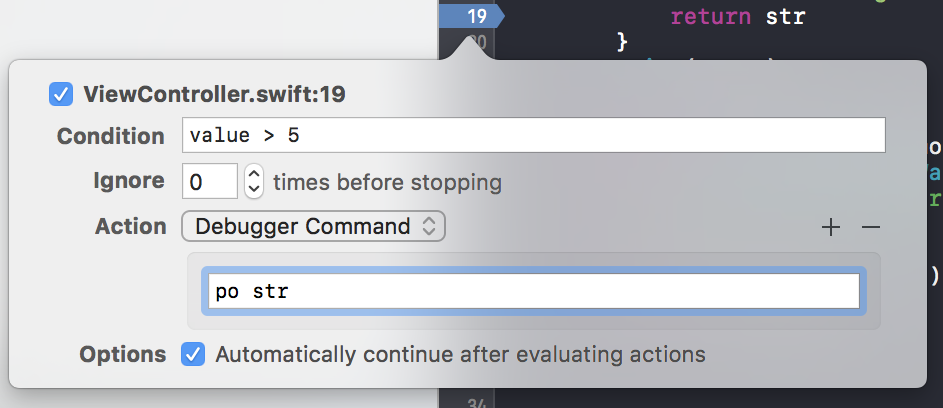 19 return str
}
ViewController.swift:19
Condition value > 5
Ignore 0 times before stopping
Action Debugger Command
po str
Options Automatically continue after evaluating actions
)
34